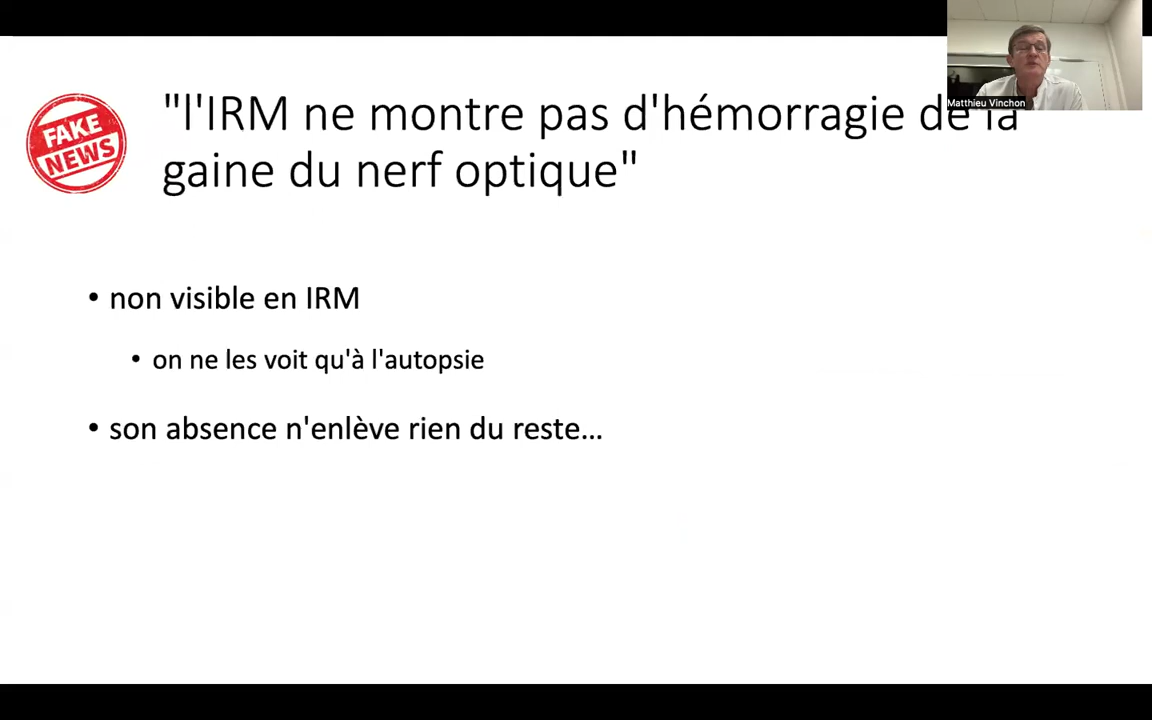 FAKE
NEWS
"l'IRM ne montre pas d'hémorragie de la
gaine du nerf optique"
Matthieu Vinchon
• non visible en IRM
• on ne les voit qu'à l'autopsie
• son absence n'enlève rien du reste...